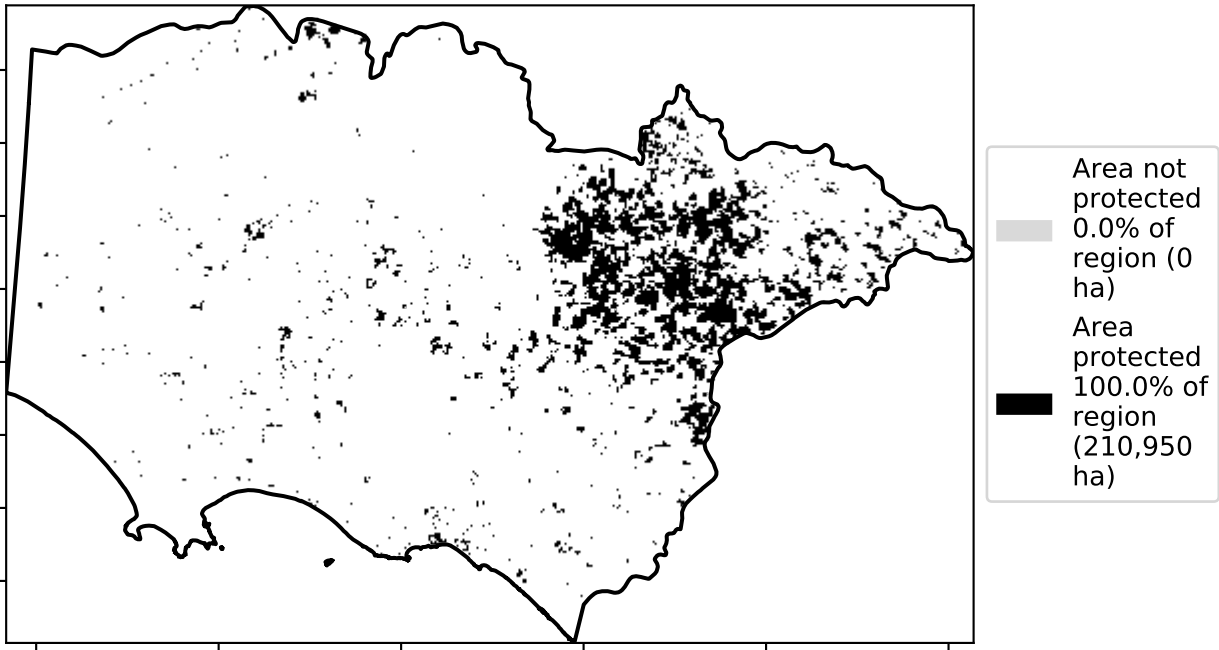 Area not
protected
0.0% of
region (0
ha)
Area
protected
100.0% of
region
(210,950
ha)